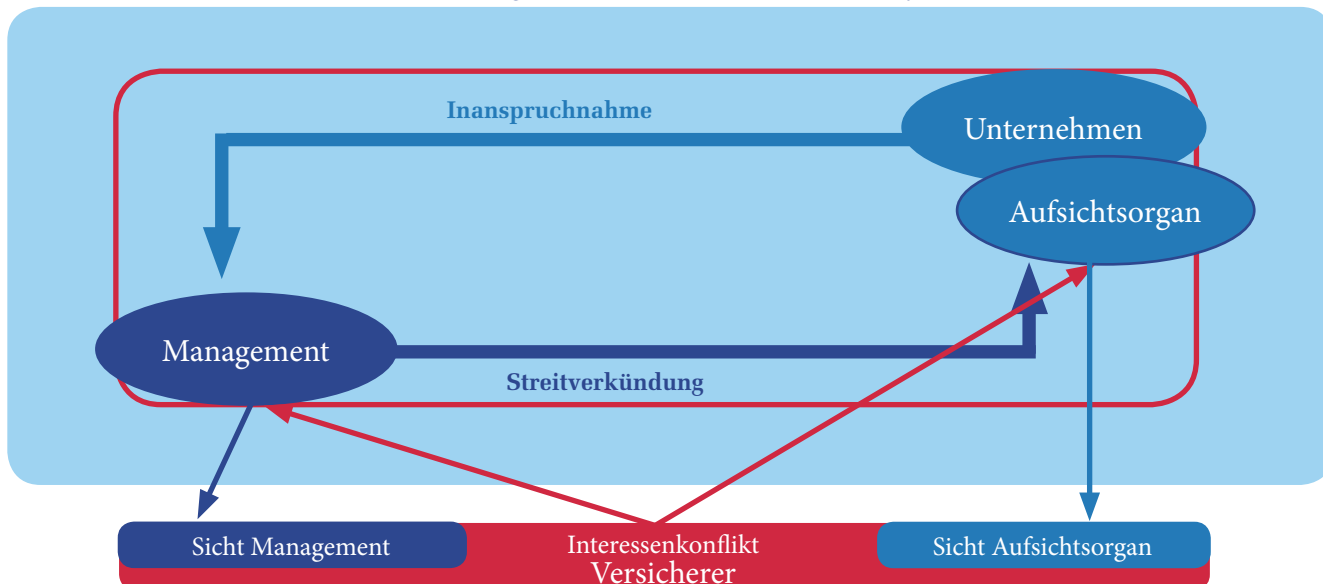 Inanspruchnahme
Unternehmen
Aufsichtsorgan
Management
Streitverkündung
Sicht Management
Interessenkonflikt
Versicherer
Sicht Aufsichtsorgan